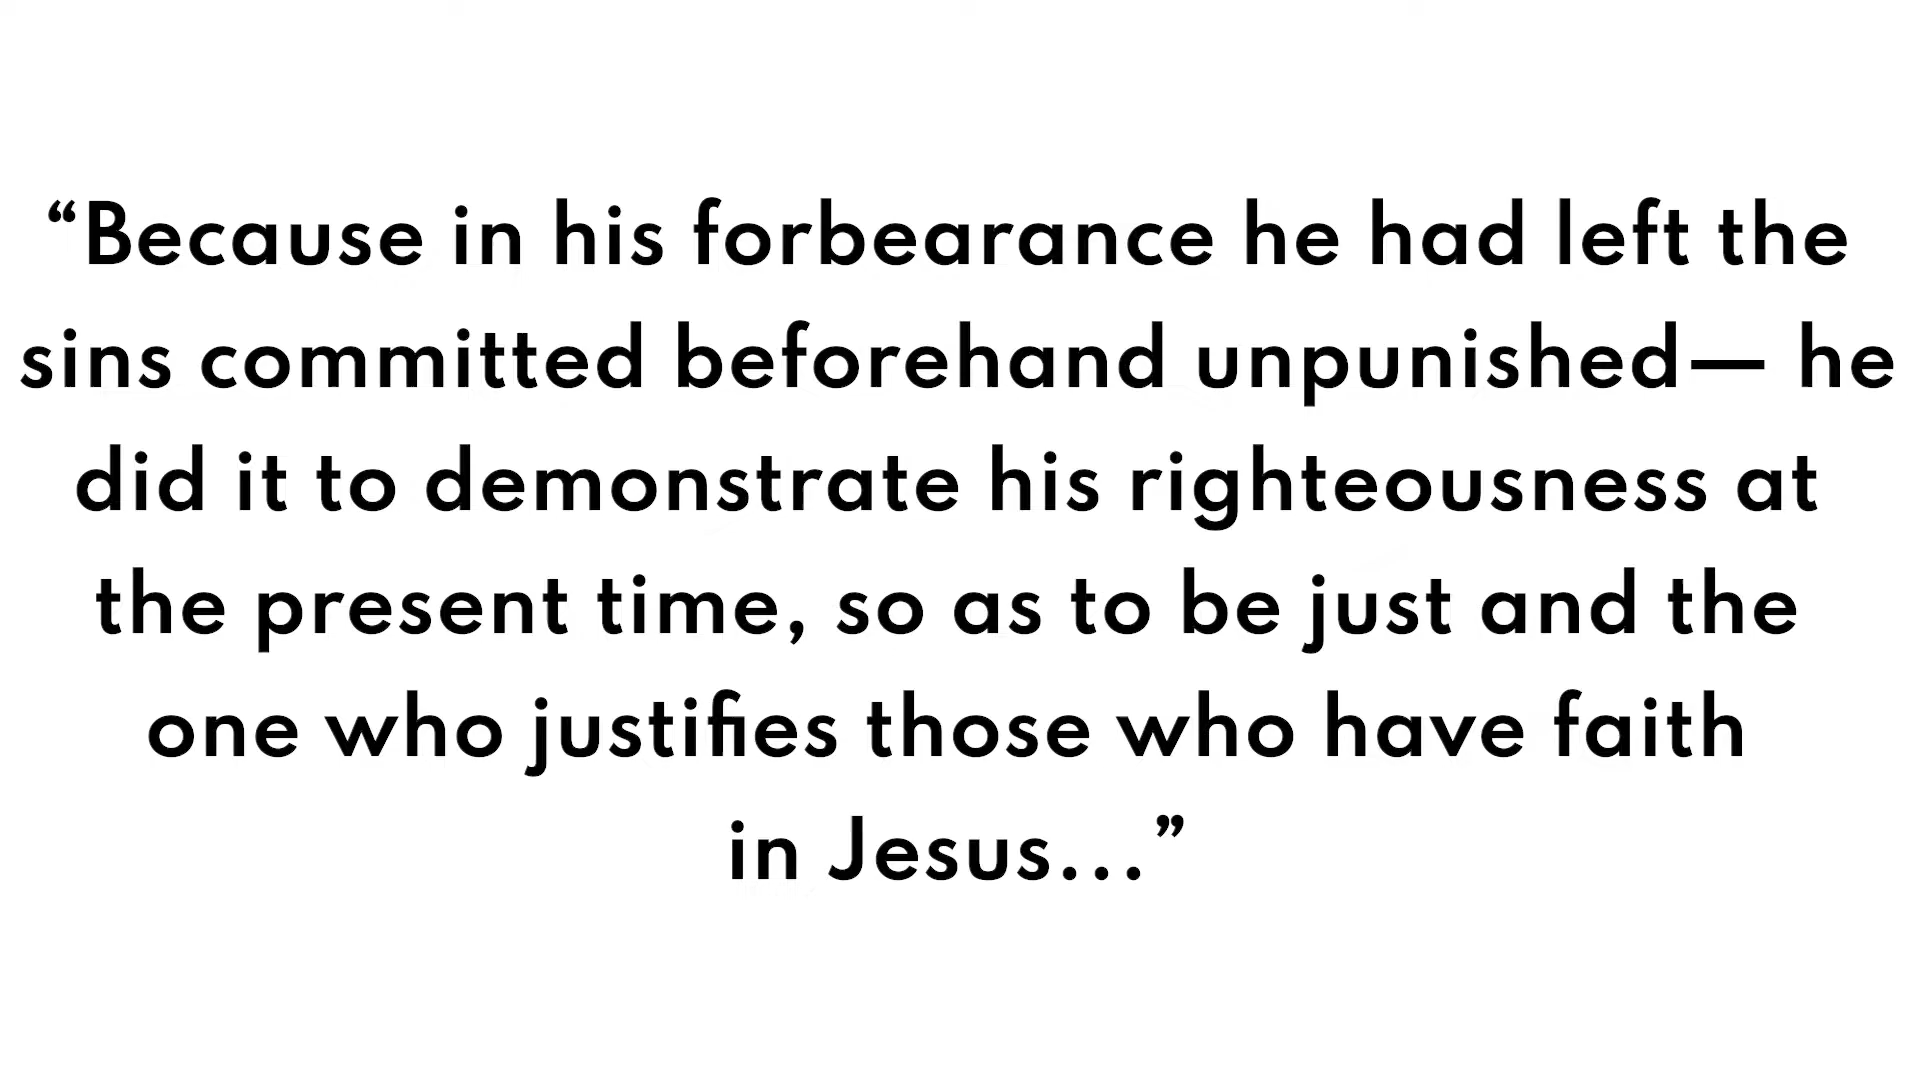 “Because in his forbearance he had left the
sins committed beforehand unpunished— he
did it to demonstrate his righteousness at
the present time, so as to be just and the
one who justifies those who have faith
in Jesus...”